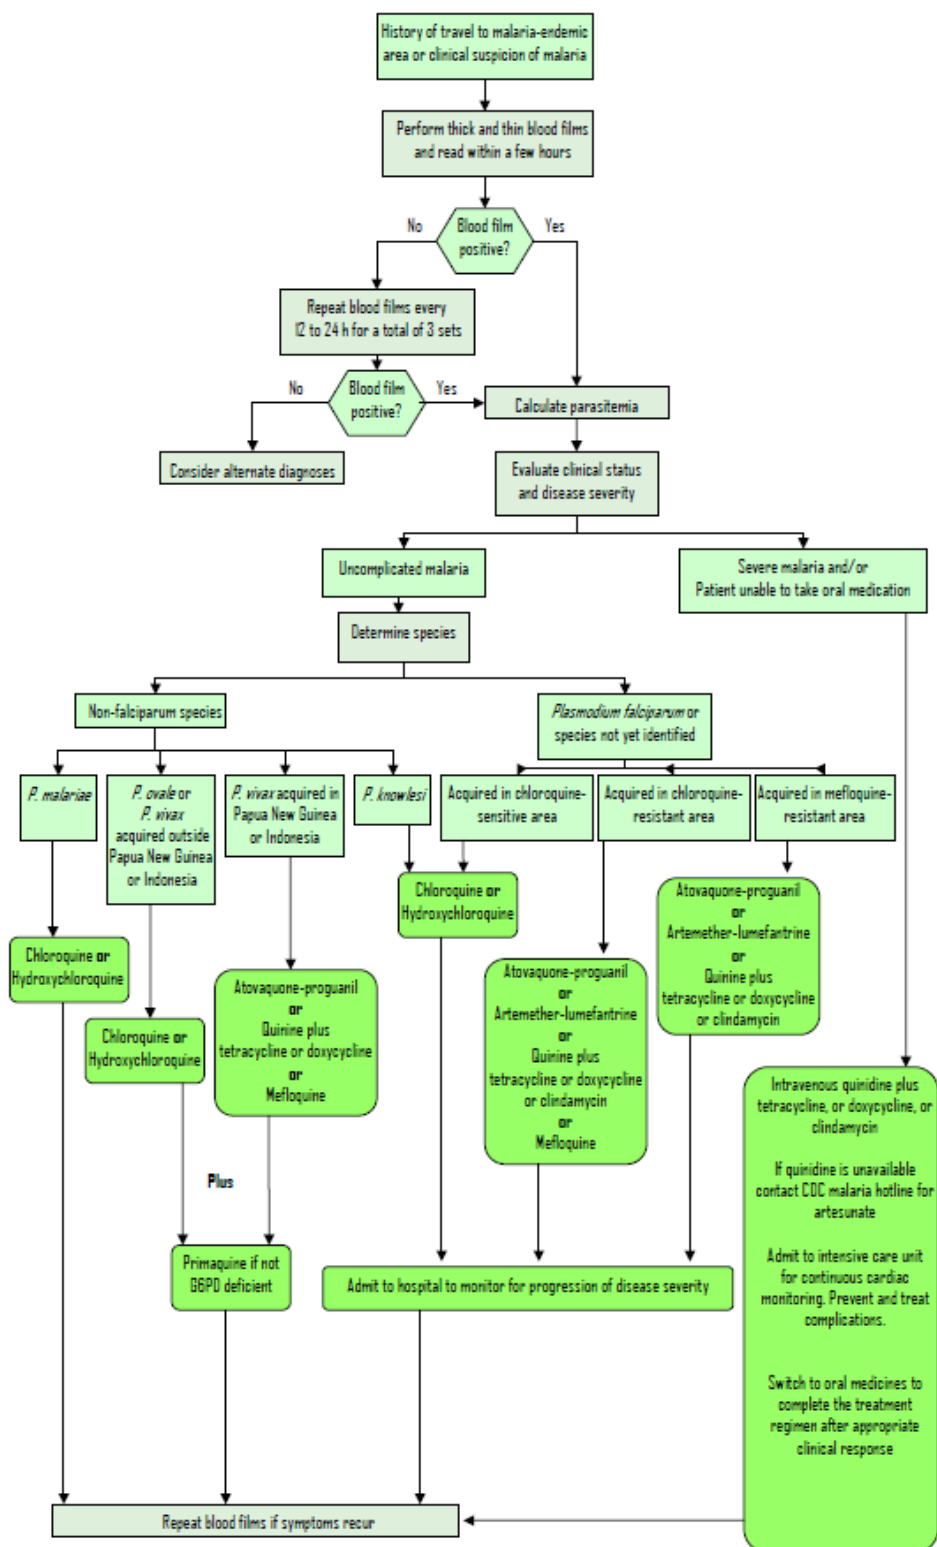 History of travel to malaria-endemic
area or clinical suspicion of malaria
Perform thick and thin blood films
and read within a few hours
No
Blood film
positive?
Yes
Repeat blood films every
12 to 24 h for a total of 3 sets
No
Blood film
positive?
Yes
Calculate parasitemia
Consider alternate diagnoses
Evaluate clinical status
and disease severity
Uncomplicated malaria
Severe malaria and/or
Patient unable to take oral medication
Determine species
Non-falciparum species
Plasmodium falciparum or
species not yet identified
P. malariae
P. ovale or
P. vivax
acquired outside
Papua New Guinea
or Indonesia
P. vivax acquired in
Papua New Guinea
or Indonesia
P. knowlesi
Acquired in chloroquine-
sensitive area
Acquired in chloroquine-
resistant area
Acquired in mefloquine-
resistant area
Chloroquine or
Hydroxychloroquine
Chloroquine or
Hydroxychloroquine
Atovaquone-proguanil
or
Quinine plus
tetracycline or doxycycline
or
Mefloquine
Chloroquine or
Hydroxychloroquine
Atovaquone-proguanil
or
Artemether-lumefantrine
or
Quinine plus
tetracycline or doxycycline
or clindamycin
or
Mefloquine
Atovaquone-proguanil
or
Artemether-lumefantrine
or
Quinine plus
tetracycline or doxycycline
or clindamycin
Plus
Primaquine if not
G6PD deficient
Admit to hospital to monitor for progression of disease severity
Intravenous quinidine plus
tetracycline, or doxycycline, or
clindamycin
If quinidine is unavailable
contact CDC malaria hotline for
artesunate
Admit to intensive care unit
for continuous cardiac
monitoring. Prevent and treat
complications.
Switch to oral medicines to
complete the treatment
regimen after appropriate
clinical response
Repeat blood films if symptoms recur